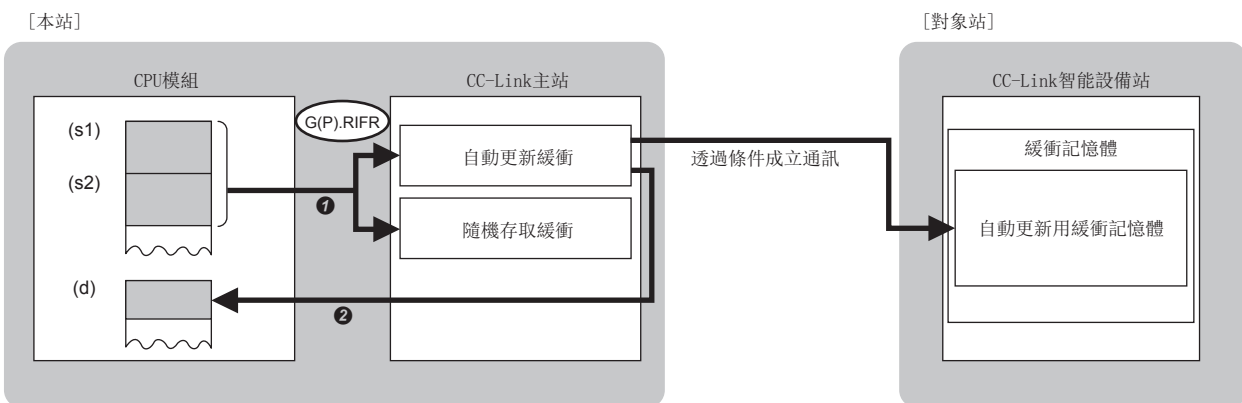 [本站]
[對象站]
CPU模組
CC-Link主站
CC-Link智能設備站
(s1)
G(P).RIFR
自動更新緩衝
透過條件成立通訊
緩衝記憶體
(s2)
❶
隨機存取緩衝
自動更新用緩衝記憶體
(d)
❷